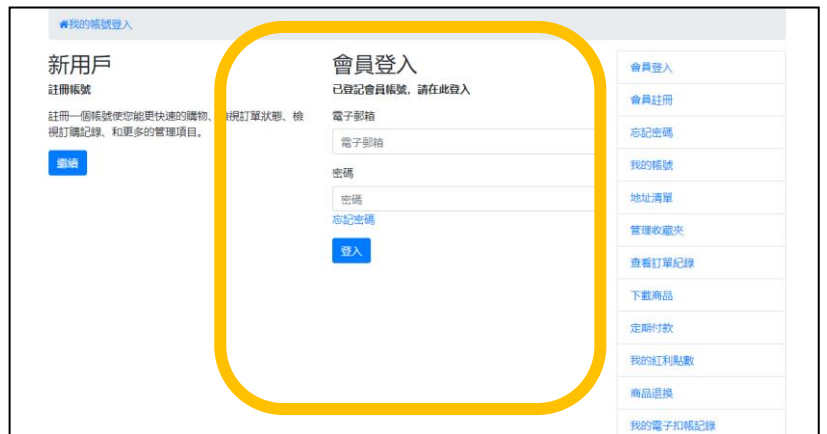 我的帳號登入
新用戶
註冊帳號
註冊一個帳號使您能更快速的購物、檢視訂單狀態、檢
視訂購記錄、和更多的管理項目。
繼續
會員登入
已登記會員帳號，請在此登入
電子郵箱
電子郵箱
密碼
密碼
忘記密碼
登入
會員登入
會員註冊
忘記密碼
我的帳號
地址清單
管理收藏夾
查看訂單紀錄
下載商品
定期付款
我的紅利點數
商品退換
我的電子扣帳記錄